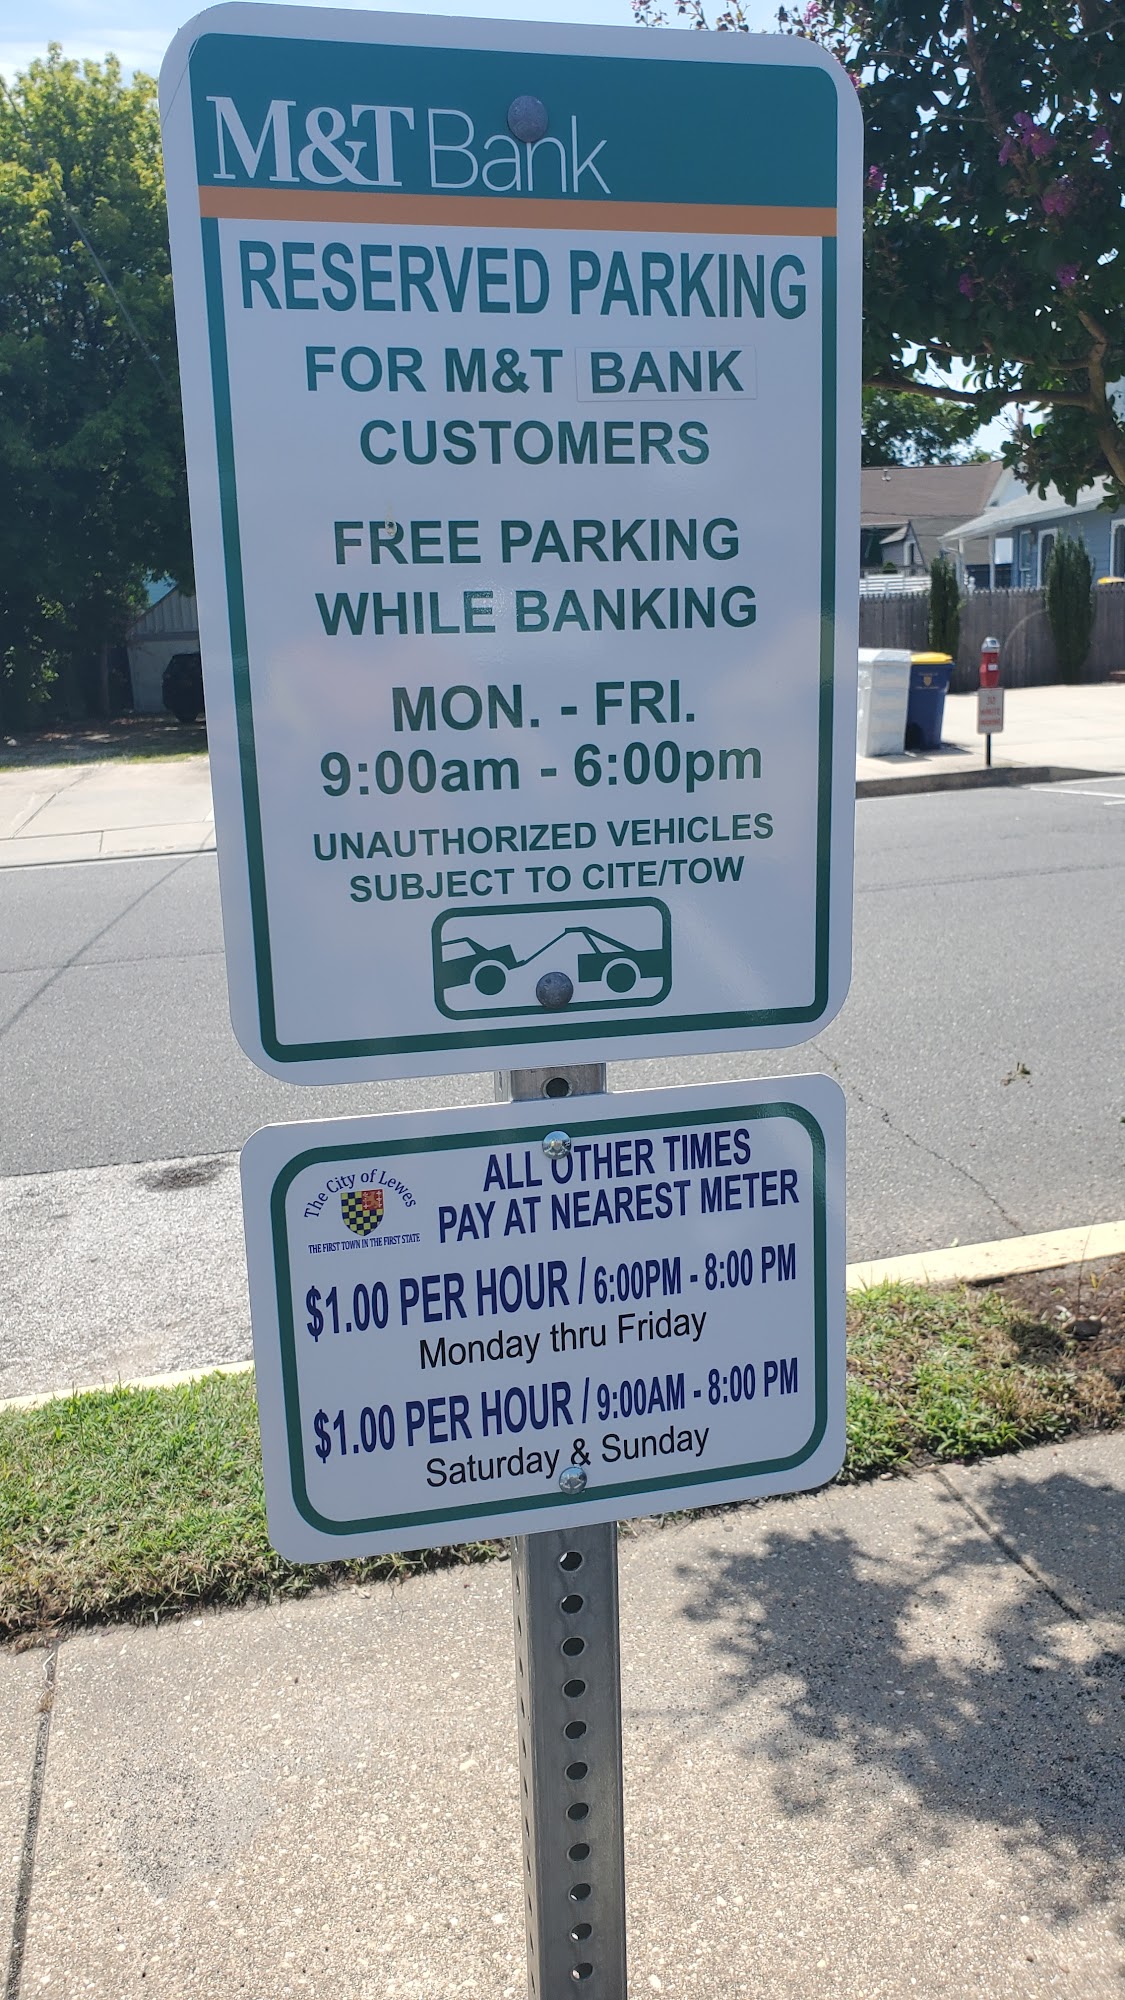 M&T Bank
RESERVED PARKING
FOR M&T BANK
CUSTOMERS
FREE PARKING
WHILE BANKING
MON. - FRI.
9:00am - 6:00pm
UNAUTHORIZED VEHICLES
SUBJECT TO CITE/TOW
The City of Lewes
THE FIRST TOWN IN THE FIRST STATE
ALL OTHER TIMES
PAY AT NEAREST METER
$1.00 PER HOUR / 6:00PM - 8:00 PM
Monday thru Friday
$1.00 PER HOUR / 9:00AM - 8:00 PM
Saturday & Sunday